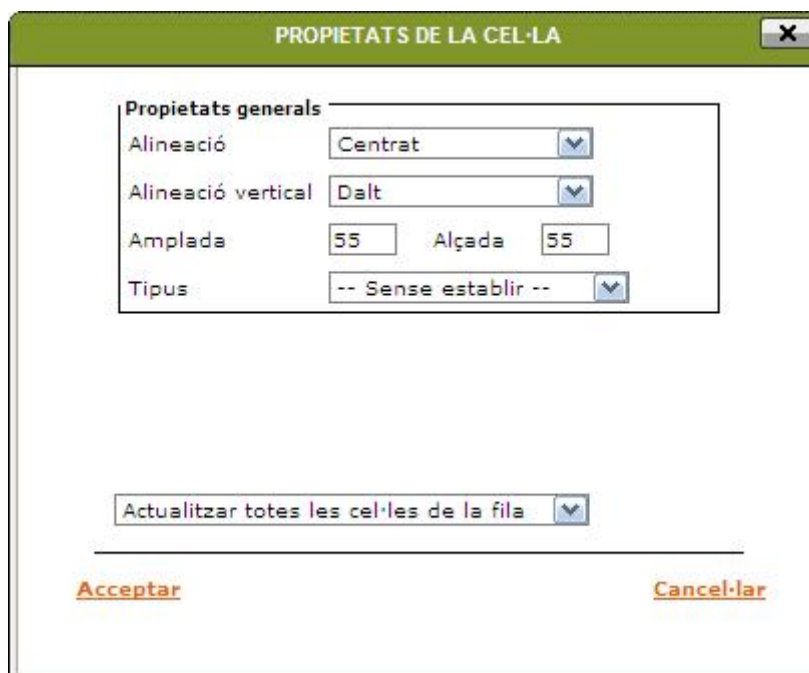 PROPIETATS DE LA CEL·LA
Propietats generals
Alineació Centrat
Alineació vertical Dalt
Amplada 55 Alçada 55
Tipus -- Sense establir --
Actualitzar totes les cel·les de la fila
Acceptar Cancel·lar